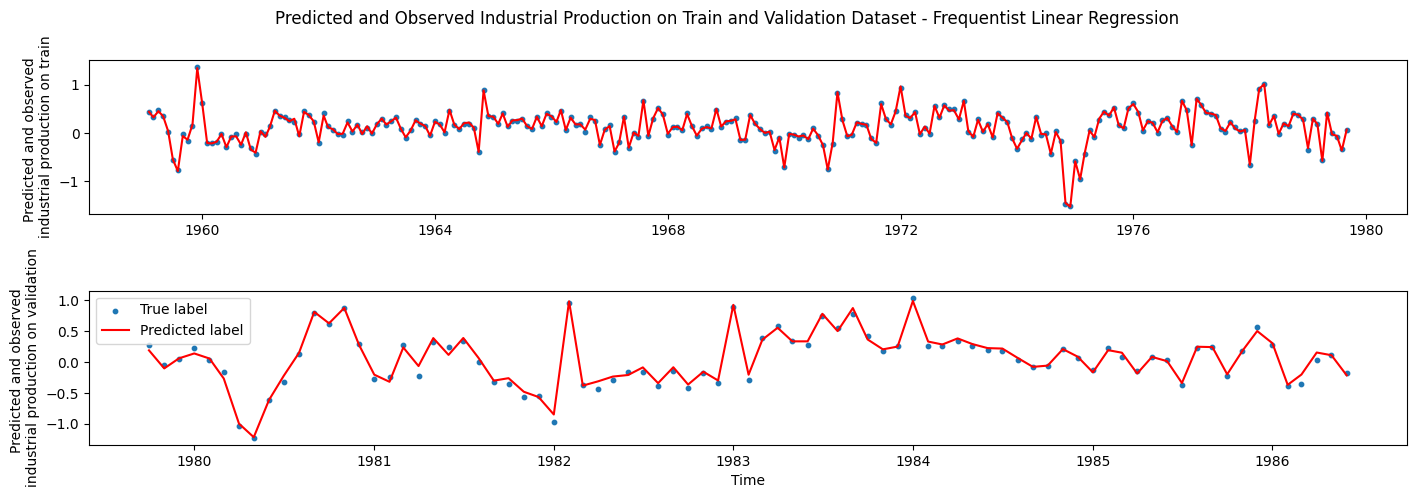 Predicted and Observed Industrial Production on Train and Validation Dataset - Frequentist Linear Regression
Predicted and observed
industrial production on train
1
0
−1
1960
1964
1968
1972
1976
1980
Predicted and observed
industrial production on validation
1.0
0.5
0.0
−0.5
−1.0
True label
Predicted label
1980
1981
1982
1983
1984
1985
1986
Time